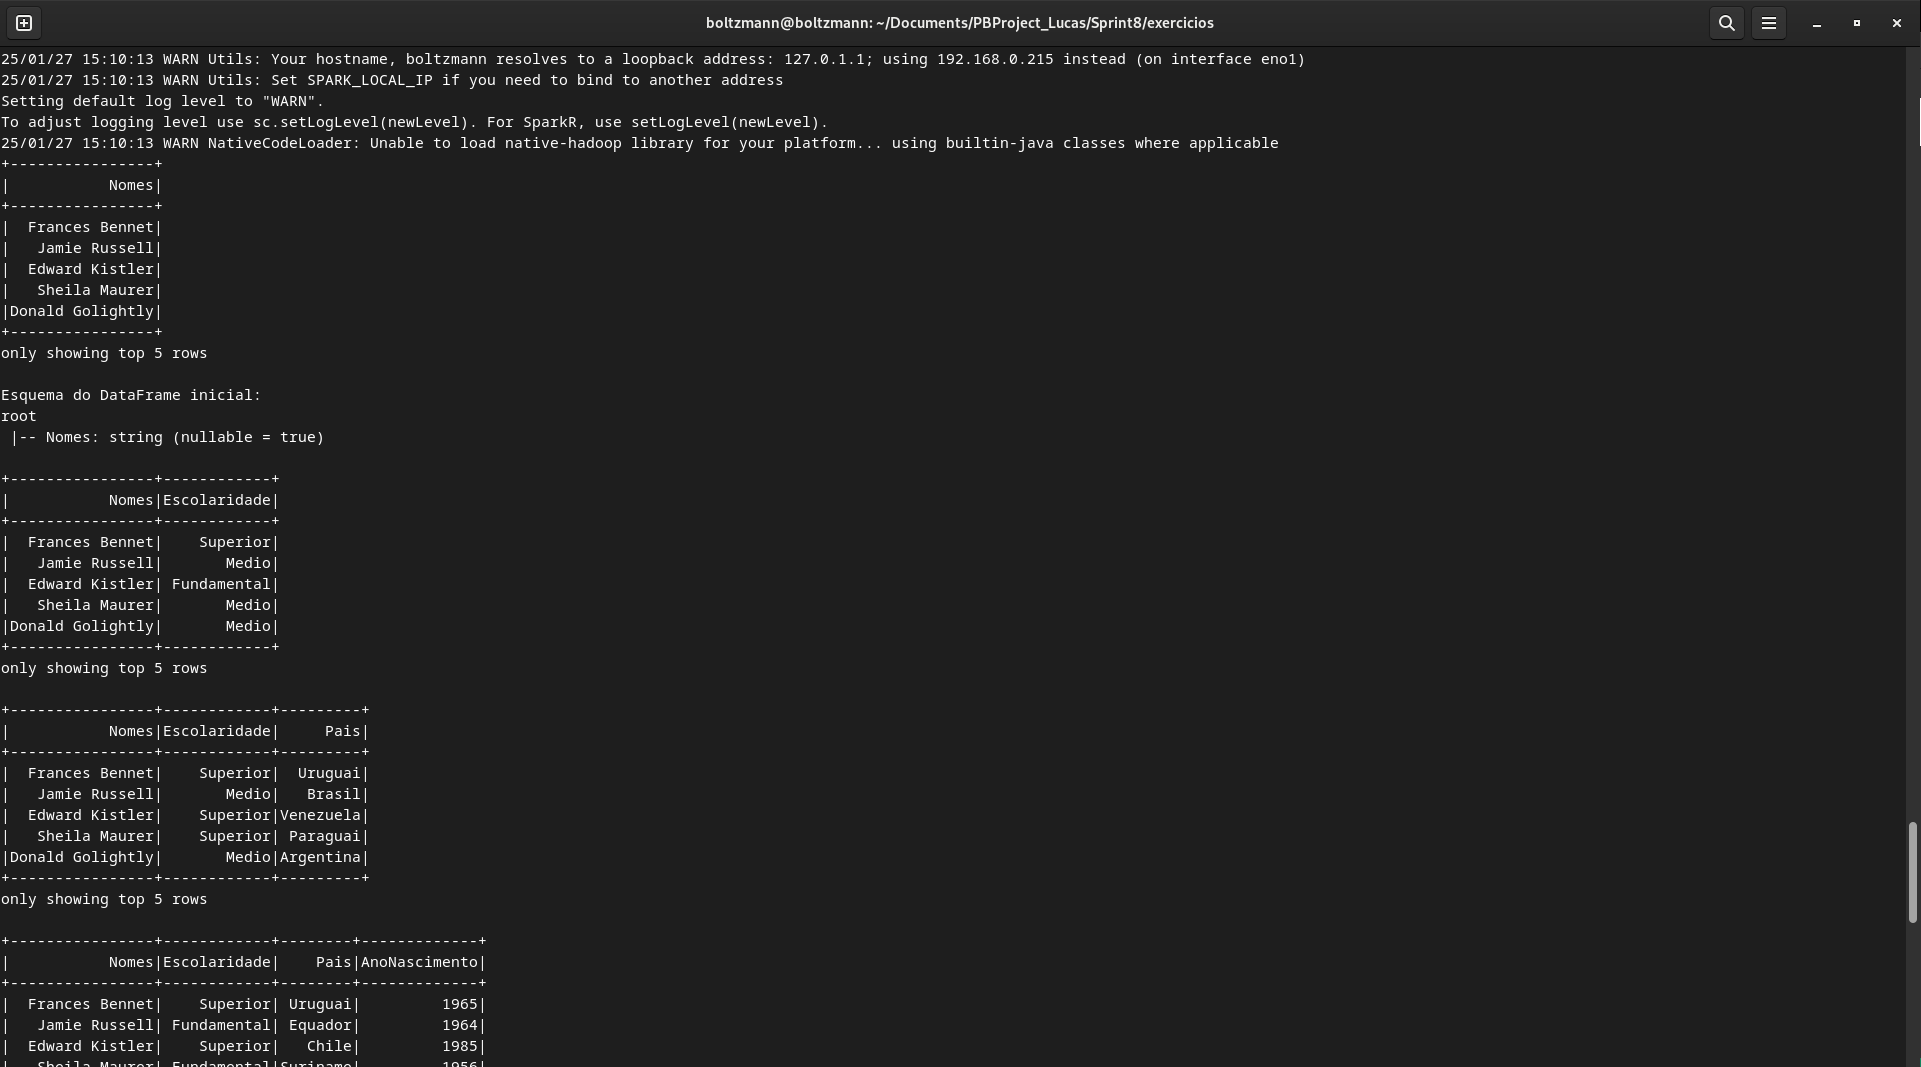 boltzmann@boltzmann: ~/Documents/PBProject_Lucas/Sprint8/exercicios
25/01/27 15:10:13 WARN Utils: Your hostname, boltzmann resolves to a loopback address: 127.0.1.1; using 192.168.0.215 instead (on interface eno1)
25/01/27 15:10:13 WARN Utils: Set SPARK_LOCAL_IP if you need to bind to another address
Setting default log level to "WARN".
To adjust logging level use sc.setLogLevel(newLevel). For SparkR, use setLogLevel(newLevel).
25/01/27 15:10:13 WARN NativeCodeLoader: Unable to load native-hadoop library for your platform... using builtin-java classes where applicable
+----------------+
|           Nomes|
+----------------+
|  Frances Bennet|
|   Jamie Russell|
|  Edward Kistler|
|   Sheila Maurer|
|Donald Golightly|
+----------------+
only showing top 5 rows

Esquema do DataFrame inicial:
root
 |-- Nomes: string (nullable = true)

+----------------+------------+
|           Nomes|Escolaridade|
+----------------+------------+
|  Frances Bennet|    Superior|
|   Jamie Russell|       Medio|
|  Edward Kistler| Fundamental|
|   Sheila Maurer|       Medio|
|Donald Golightly|       Medio|
+----------------+------------+
only showing top 5 rows

+----------------+------------+---------+
|           Nomes|Escolaridade|     Pais|
+----------------+------------+---------+
|  Frances Bennet|    Superior|  Uruguai|
|   Jamie Russell|       Medio|   Brasil|
|  Edward Kistler|    Superior|Venezuela|
|   Sheila Maurer|    Superior| Paraguai|
|Donald Golightly|       Medio|Argentina|
+----------------+------------+---------+
only showing top 5 rows

+----------------+------------+--------+-------------+
|           Nomes|Escolaridade|    Pais|AnoNascimento|
+----------------+------------+--------+-------------+
|  Frances Bennet|    Superior| Uruguai|         1965|
|   Jamie Russell| Fundamental| Equador|         1964|
|  Edward Kistler|    Superior|   Chile|         1985|
|   Sheila Maurer| Fundamental|Suriname|         1956|